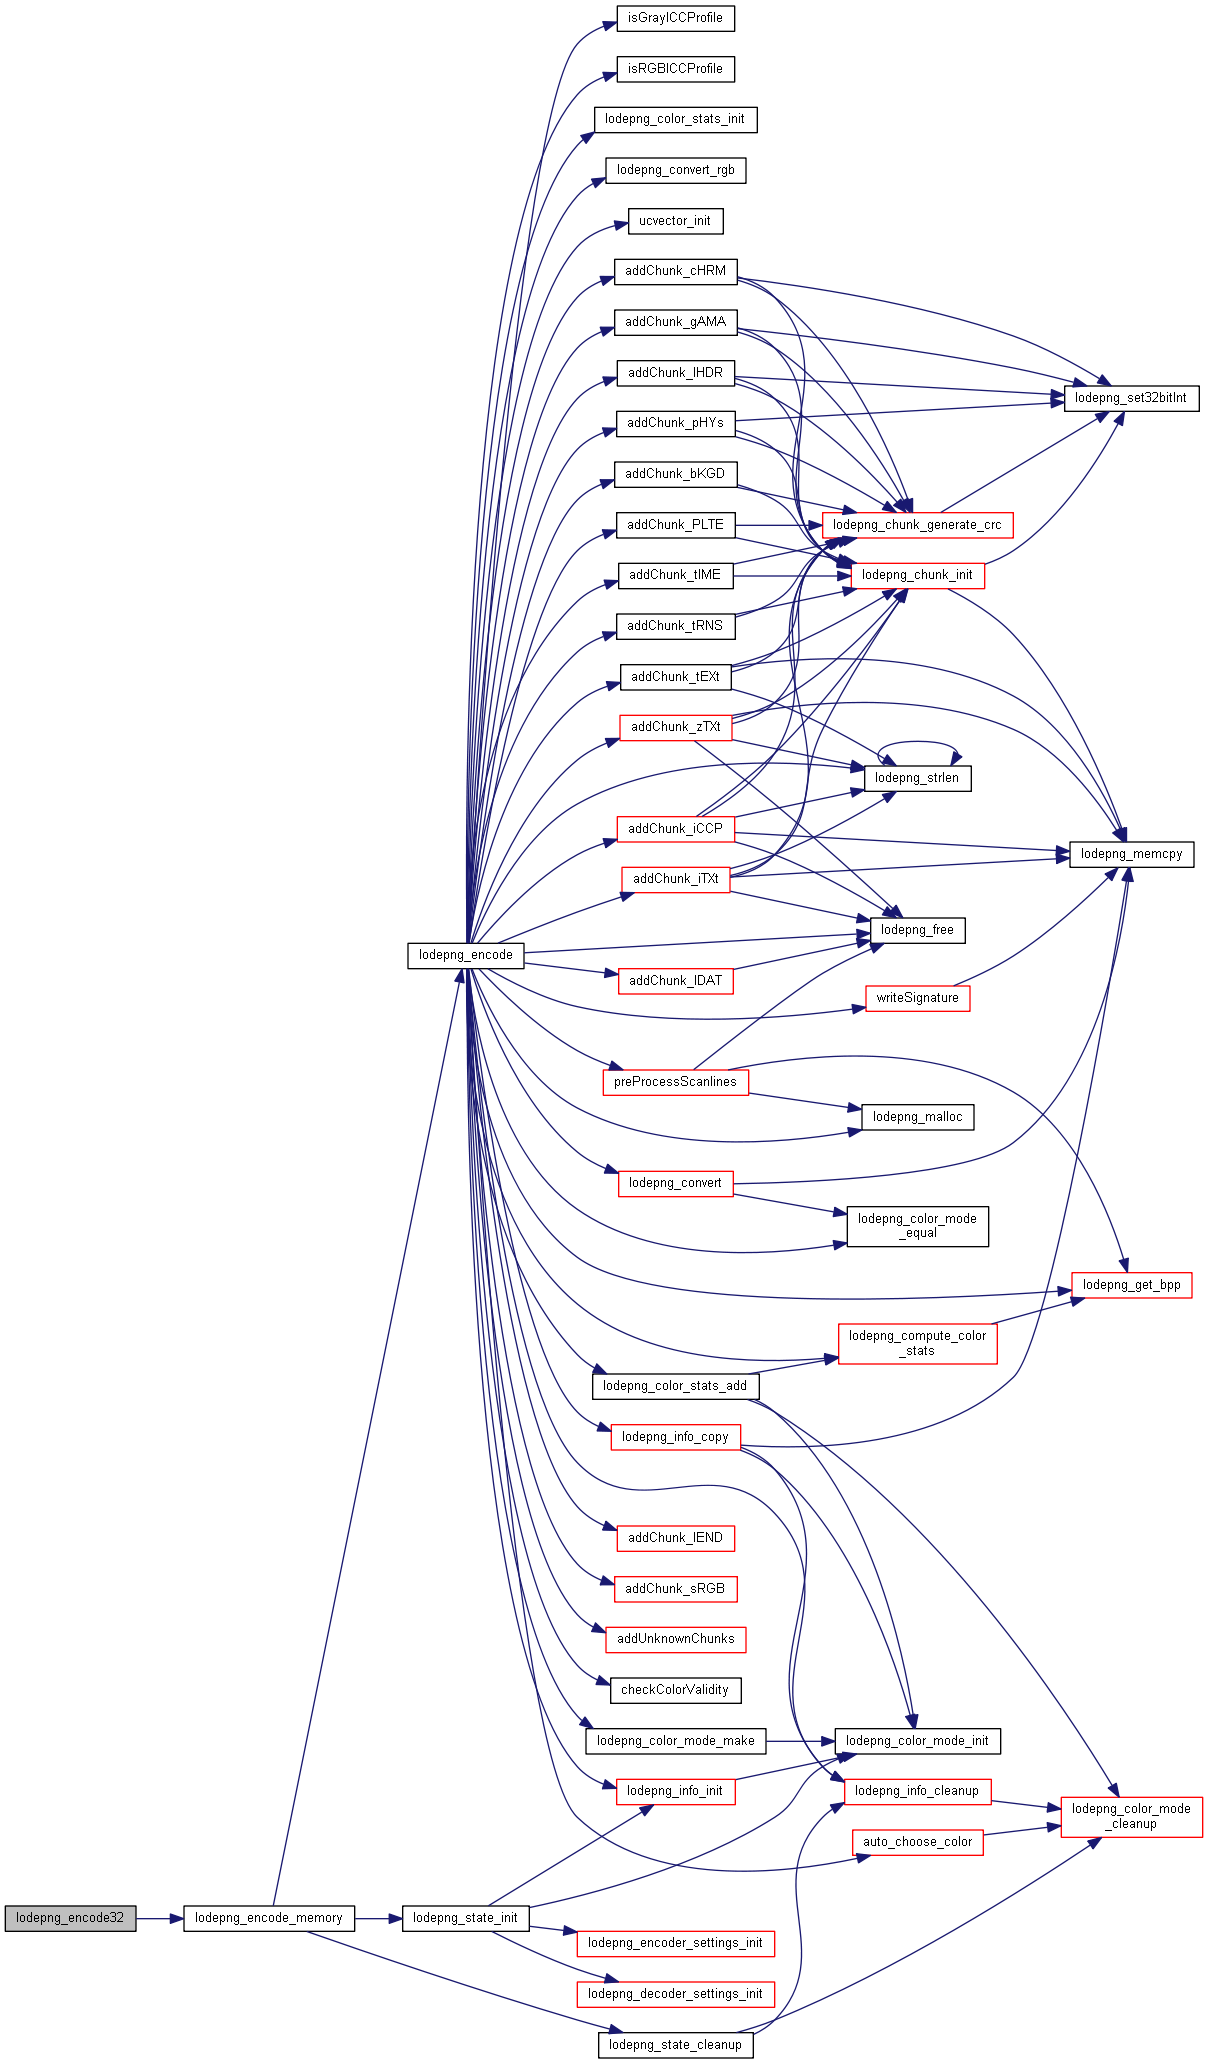 isGrayICCProfile
isRGBICCProfile
lodepng_color_stats_init
lodepng_convert_rgb
ucvector_init
addChunk_cHRM
addChunk_gAMA
addChunk_IHDR
lodepng_set32bitInt
addChunk_pHYs
addChunk_bKGD
addChunk_PLTE
lodepng_chunk_generate_crc
addChunk_tIME
lodepng_chunk_init
addChunk_tRNS
addChunk_tEXt
addChunk_zTXt
lodepng_strlen
addChunk_iCCP
lodepng_memcpy
addChunk_iTXt
lodepng_free
lodepng_encode
addChunk_IDAT
writeSignature
preProcessScanlines
lodepng_malloc
lodepng_convert
lodepng_color_mode
_equal
lodepng_get_bpp
lodepng_compute_color
_stats
lodepng_color_stats_add
lodepng_info_copy
addChunk_IEND
addChunk_sRGB
addUnknownChunks
checkColorValidity
lodepng_color_mode_make
lodepng_color_mode_init
lodepng_info_init
lodepng_info_cleanup
lodepng_color_mode
_cleanup
auto_choose_color
lodepng_encode32
lodepng_encode_memory
lodepng_state_init
lodepng_encoder_settings_init
lodepng_decoder_settings_init
lodepng_state_cleanup